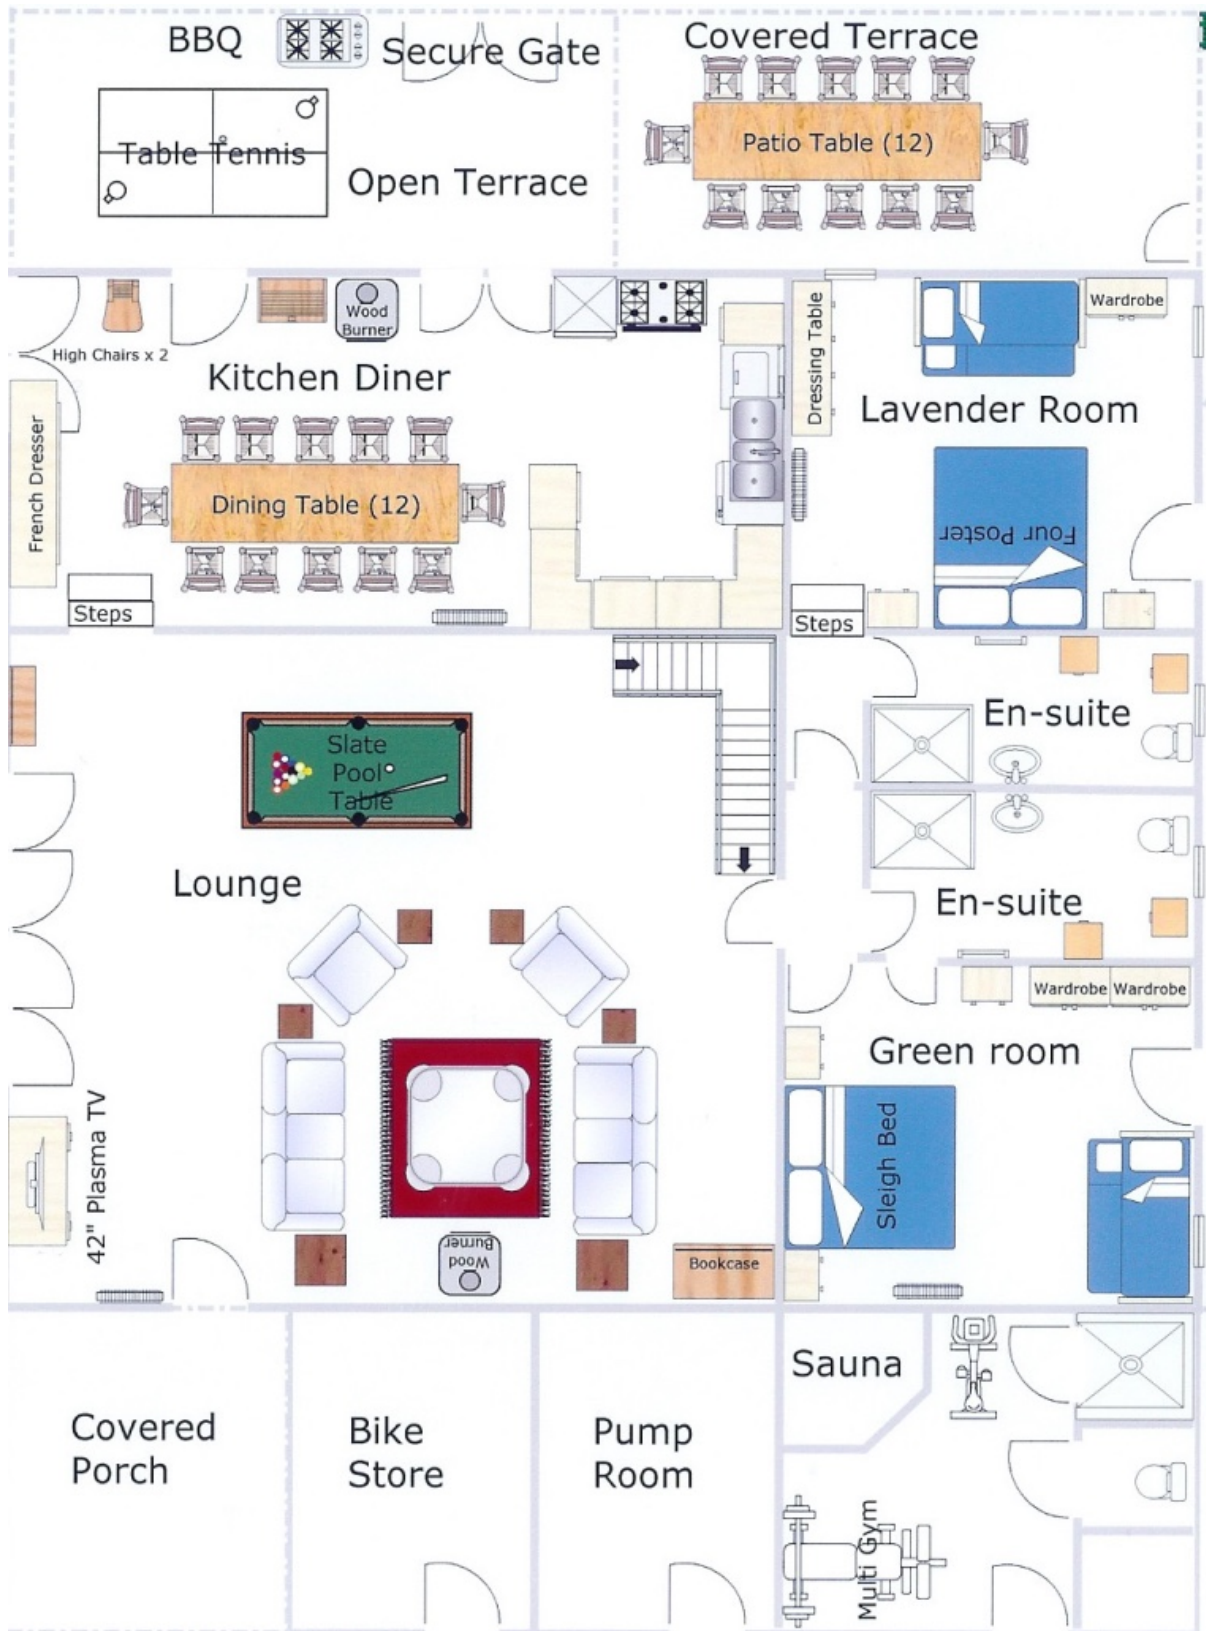 BBQ
Secure Gate
Covered Terrace
Table Tennis
Patio Table (12)
Open Terrace
Wood
Burner
Wardrobe
High Chairs x 2
Kitchen Diner
Dressing Table
Lavender Room
French Dresser
Dining Table (12)
Four Poster
Steps
Steps
En-suite
Slate
Pool
Table
Lounge
En-suite
Wardrobe
Wardrobe
Green room
42" Plasma TV
Sleigh Bed
Wood
Burner
Bookcase
Sauna
Covered
Porch
Bike
Store
Pump
Room
Multi Gym